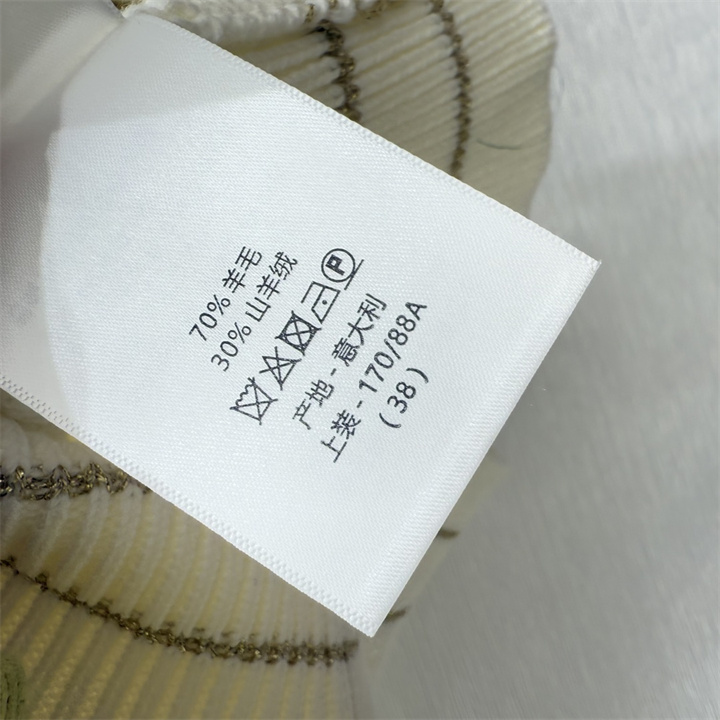 70% 羊毛
30% 山羊绒
P
产地 - 意大利
上装 - 170/88A
( 38 )